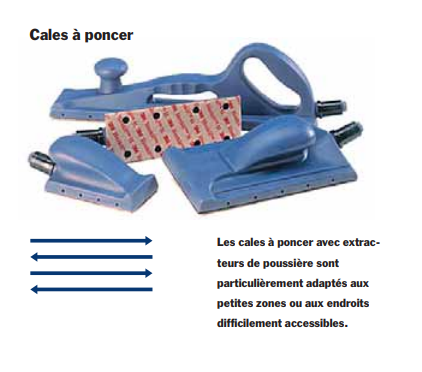 Cales à poncer
Les cales à poncer avec extrac-
teurs de poussière sont
particulièrement adaptés aux
petites zones ou aux endroits
difficilement accessibles.